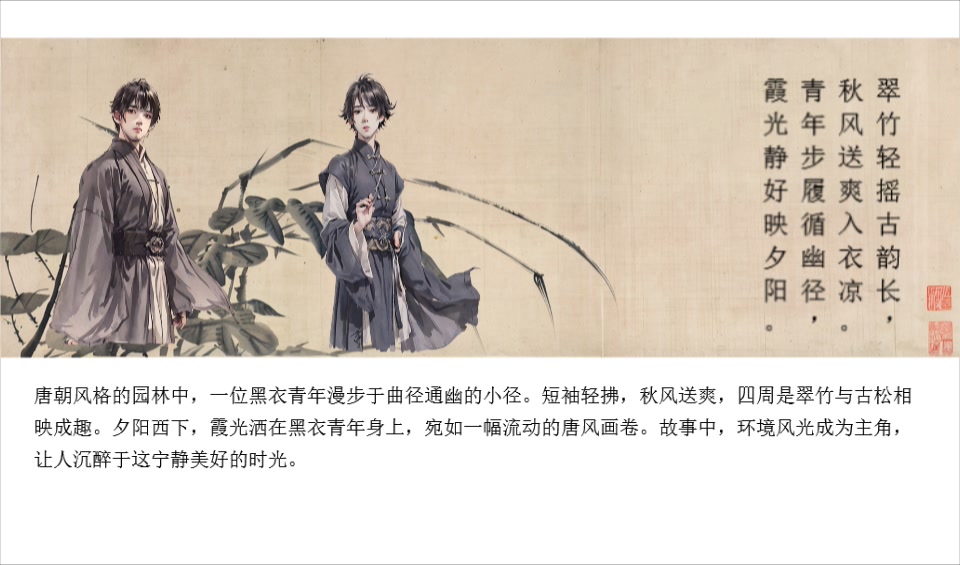 翠竹轻摇古韵长，
秋风送爽入衣凉。
青年步履循幽径，
霞光静好映夕阳。
唐朝风格的园林中，一位黑衣青年漫步于曲径通幽的小径。短袖轻拂，秋风送爽，四周是翠竹与古松相
映成趣。夕阳西下，霞光洒在黑衣青年身上，宛如一幅流动的唐风画卷。故事中，环境风光成为主角，
让人沉醉于这宁静美好的时光。